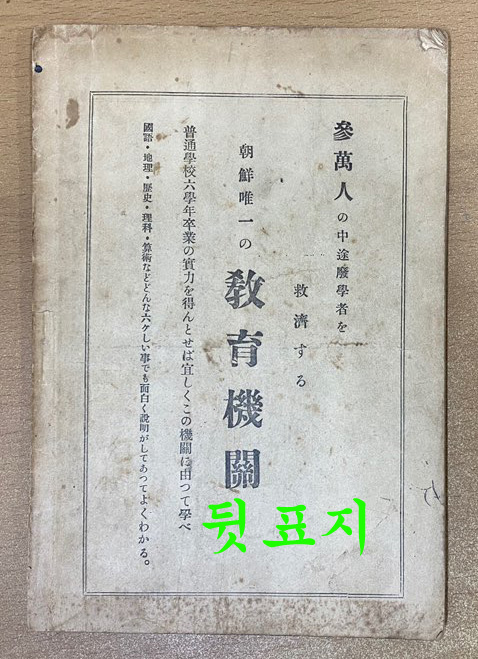 參萬人の中途廢學者を
救濟する
朝鮮唯一の敎育機關
普通學校六學年卒業の實力を得んとせば宜しくこの機關に由つて學べ
國語・地理・歷史・理科・算術などどんな六ケしい事でも面白く說明がしてあつてよくわかる。
뒷표지